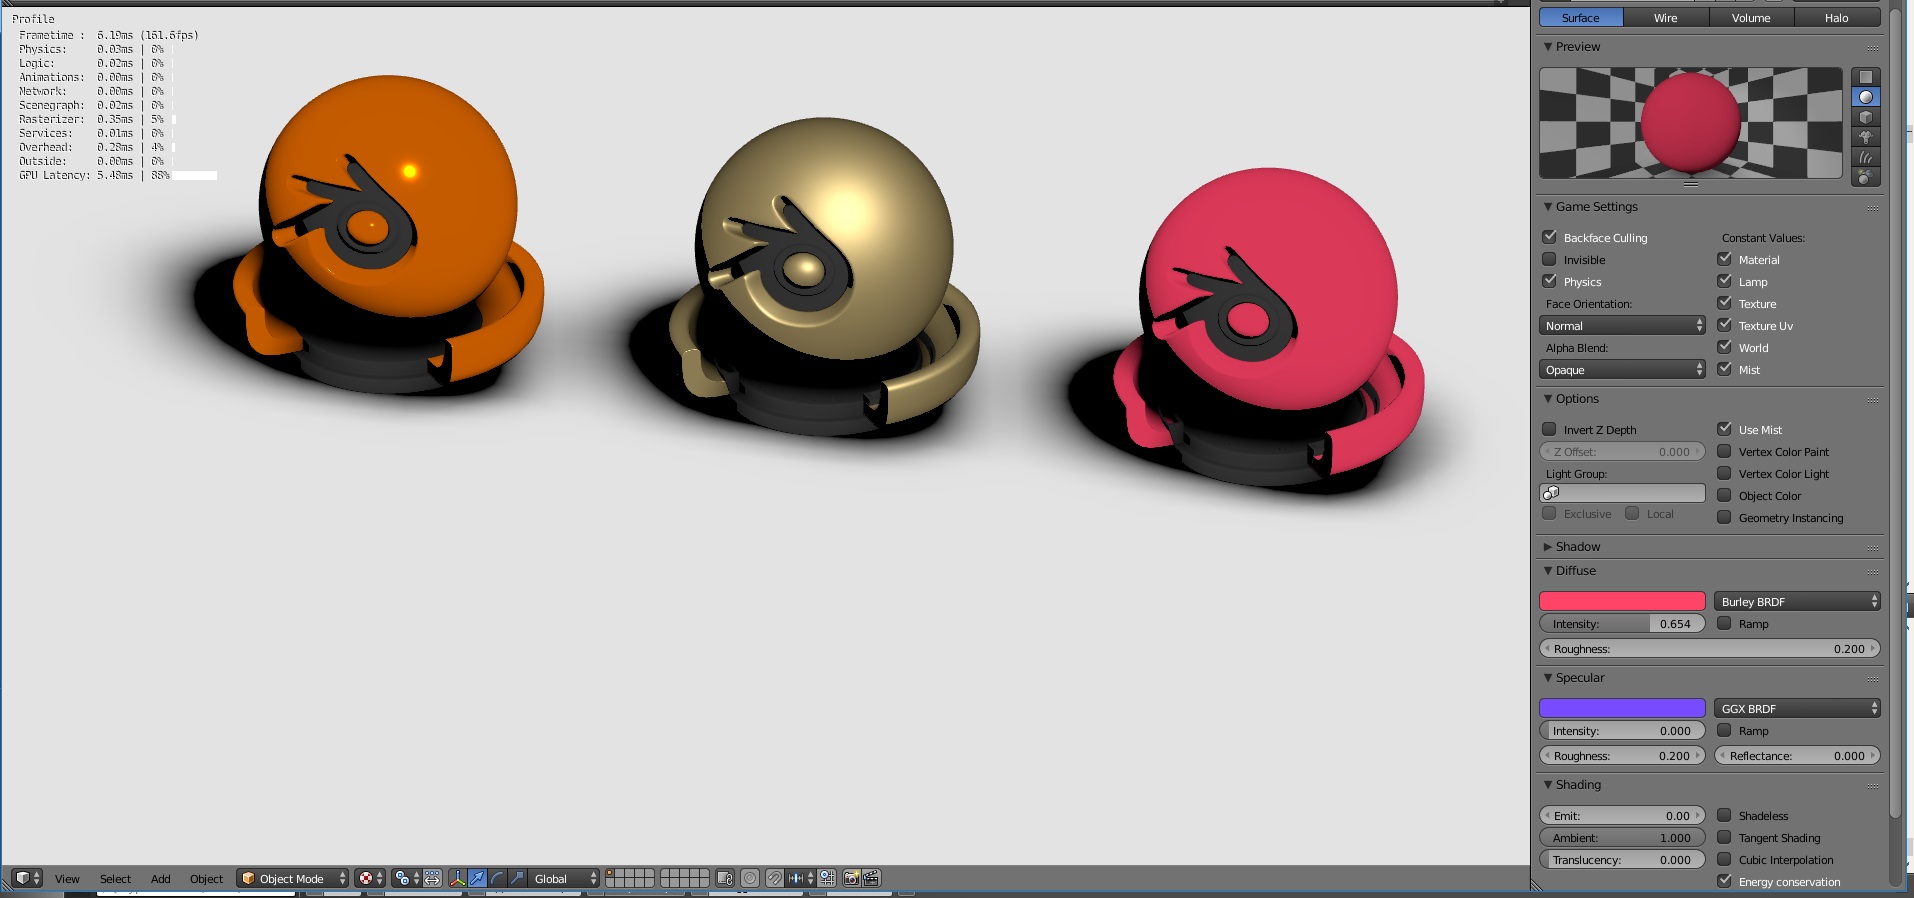 Profile
Frametime : 6.19ms (161.6fps)
Physics: 0.03ms | 0%
Logic: 0.02ms | 0%
Animations: 0.00ms | 0%
Network: 0.00ms | 0%
Scenegraph: 0.02ms | 0%
Rasterizer: 0.35ms | 5%
Services: 0.01ms | 0%
Overhead: 0.28ms | 4%
Outside: 0.00ms | 0%
GPU Latency: 5.48ms | 88%
View Select Add Object Object Mode Global
Surface Wire Volume Halo
Preview
Game Settings
Backface Culling Constant Values:
Invisible Material
Physics Lamp
Face Orientation: Texture
Normal Texture Uv
Alpha Blend: World
Opaque Mist
Options
Invert Z Depth Use Mist
Z Offset: 0.000 Vertex Color Paint
Light Group: Vertex Color Light
Object Color
Exclusive Local Geometry Instancing
Shadow
Diffuse
Burley BRDF
Intensity: 0.654 Ramp
Roughness: 0.200
Specular
GGX BRDF
Intensity: 0.000 Ramp
Roughness: 0.200 Reflectance: 0.000
Shading
Emit: 0.00 Shadeless
Ambient: 1.000 Tangent Shading
Translucency: 0.000 Cubic Interpolation
Energy conservation